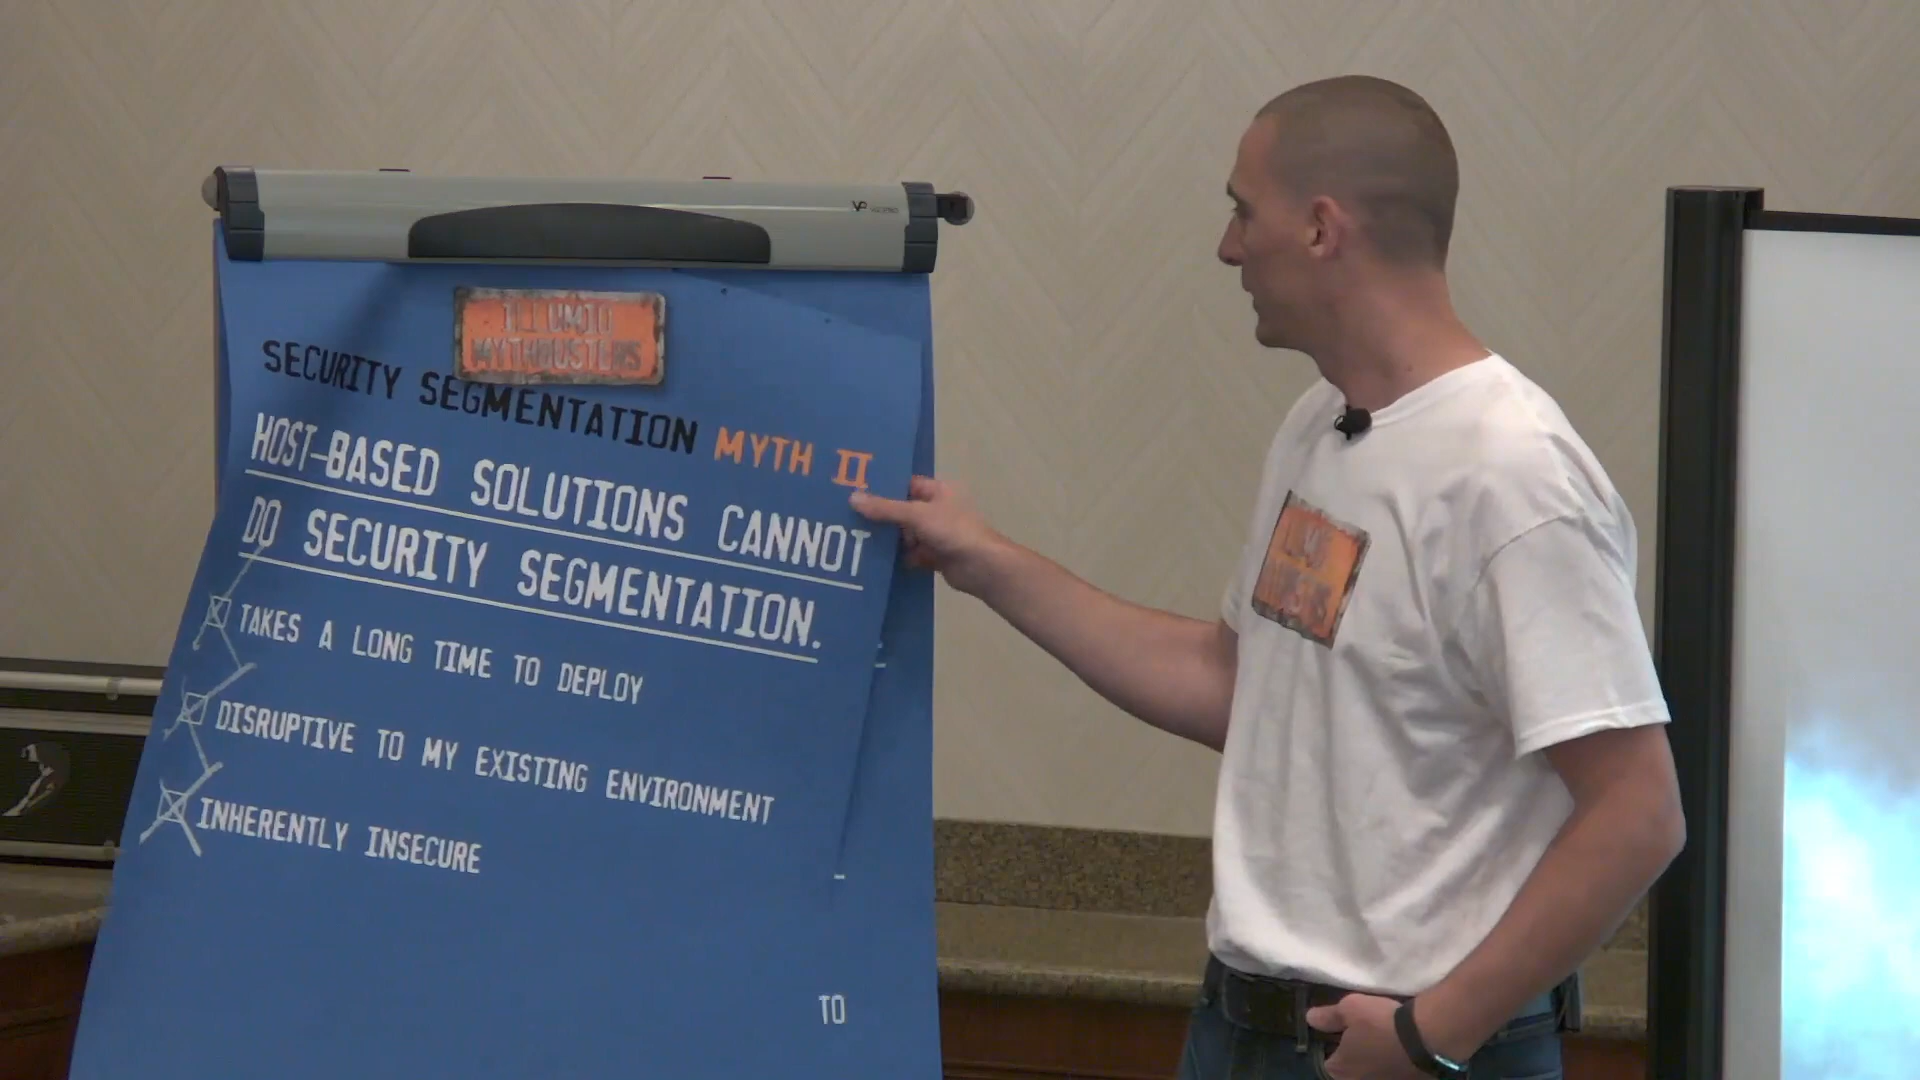 ILLUMIO
MYTHBUSTERS
SECURITY SEGMENTATION MYTH II
HOST-BASED SOLUTIONS CANNOT
DO SECURITY SEGMENTATION.
TAKES A LONG TIME TO DEPLOY
DISRUPTIVE TO MY EXISTING ENVIRONMENT
INHERENTLY INSECURE
TO